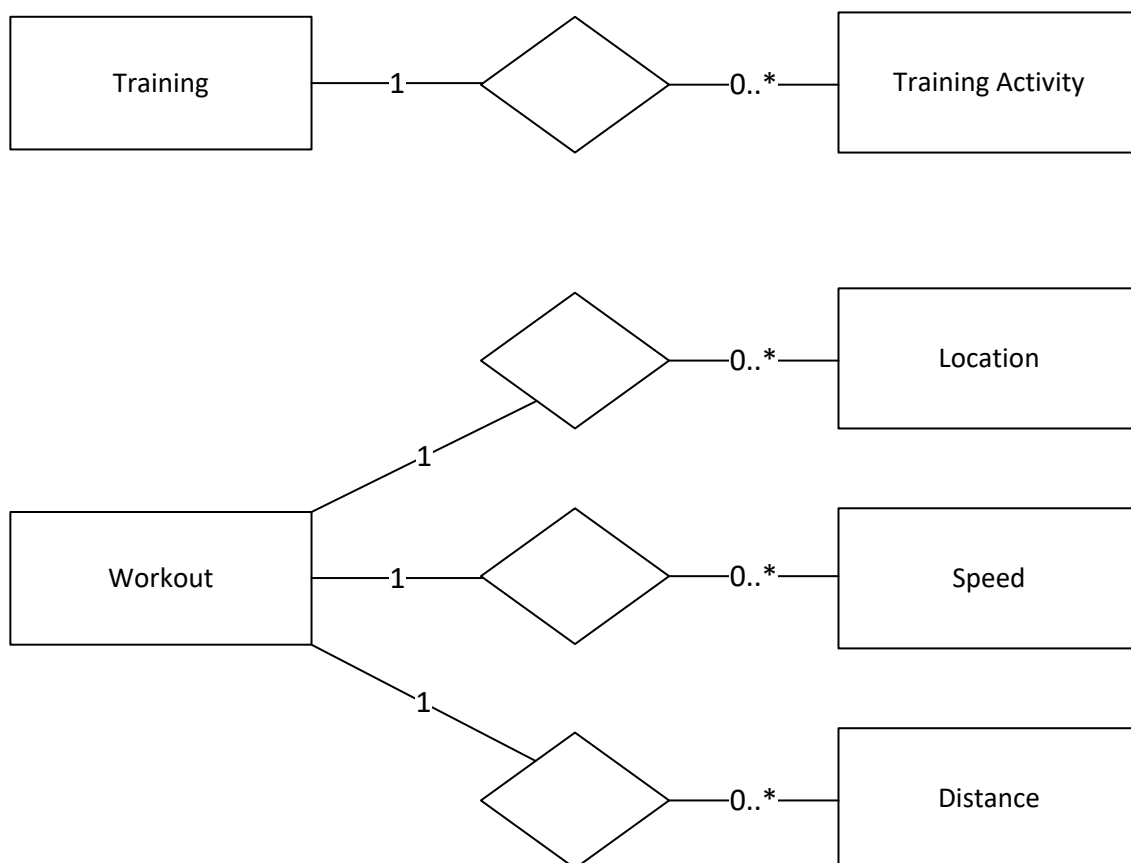 Training
1
0..*
Training Activity
1
0..*
Location
Workout
1
0..*
Speed
1
0..*
Distance